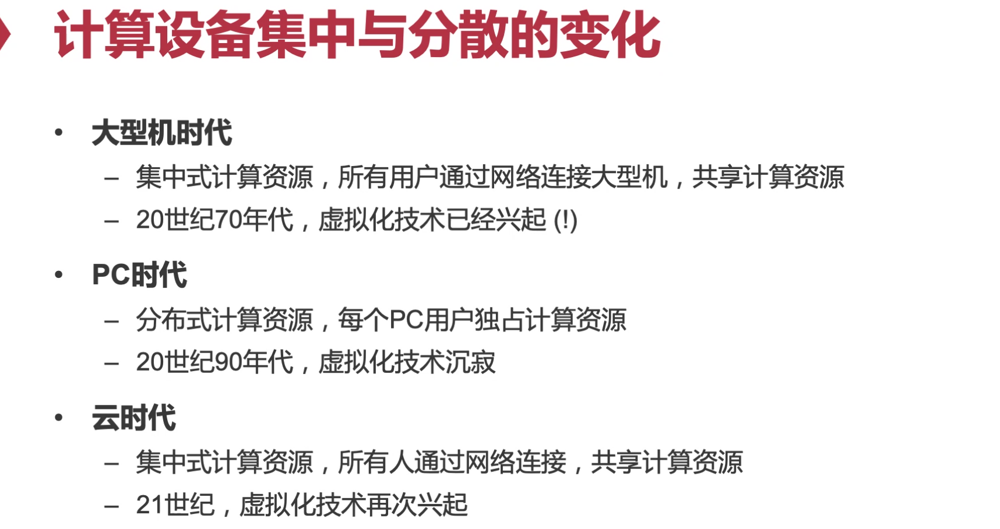 计算设备集中与分散的变化
• 大型机时代
– 集中式计算资源，所有用户通过网络连接大型机，共享计算资源
– 20世纪70年代，虚拟化技术已经兴起 (!)
• PC时代
– 分布式计算资源，每个PC用户独占计算资源
– 20世纪90年代，虚拟化技术沉寂
• 云时代
– 集中式计算资源，所有人通过网络连接，共享计算资源
– 21世纪，虚拟化技术再次兴起